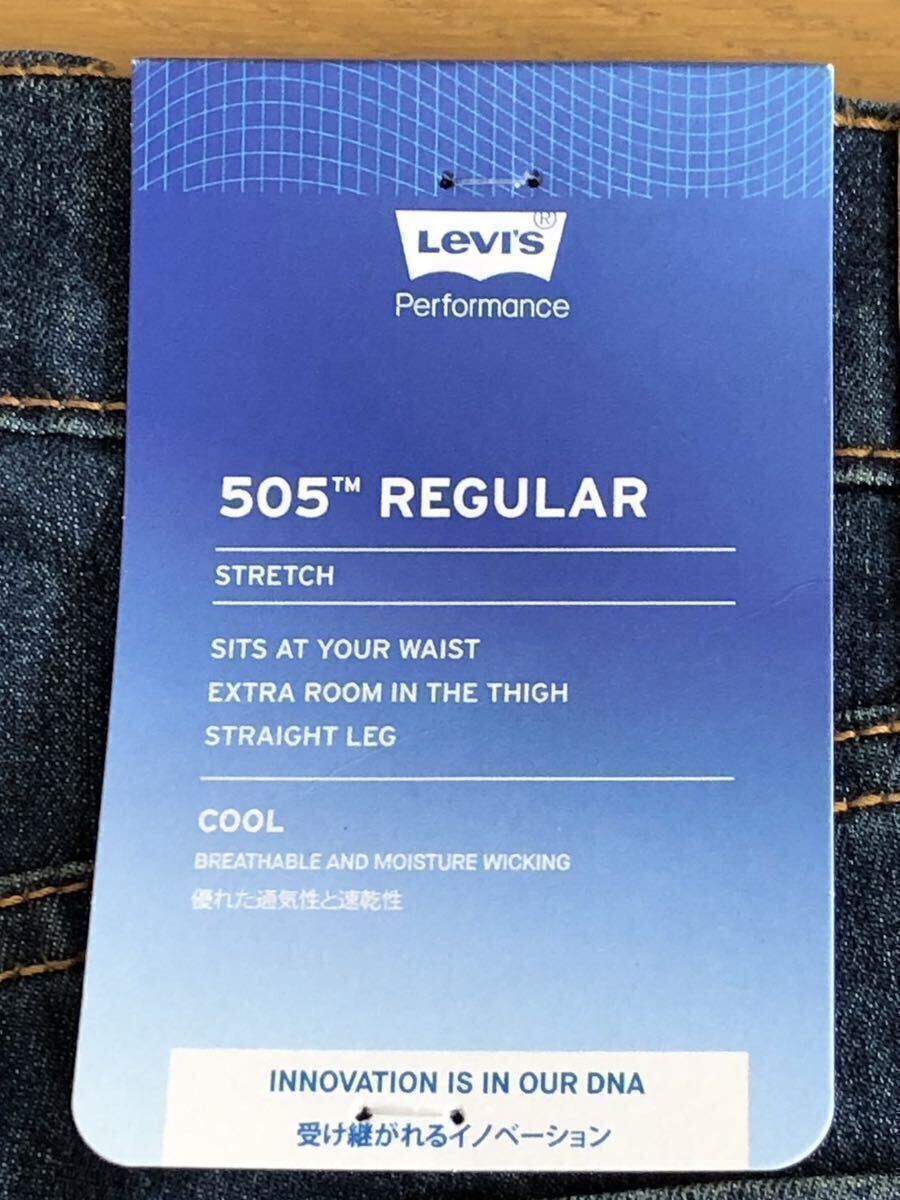 LEVI'S®
Performance
505™ REGULAR
STRETCH
SITS AT YOUR WAIST
EXTRA ROOM IN THE THIGH
STRAIGHT LEG
COOL
BREATHABLE AND MOISTURE WICKING
優れた通気性と速乾性
INNOVATION IS IN OUR DNA
受け継がれるイノベーション